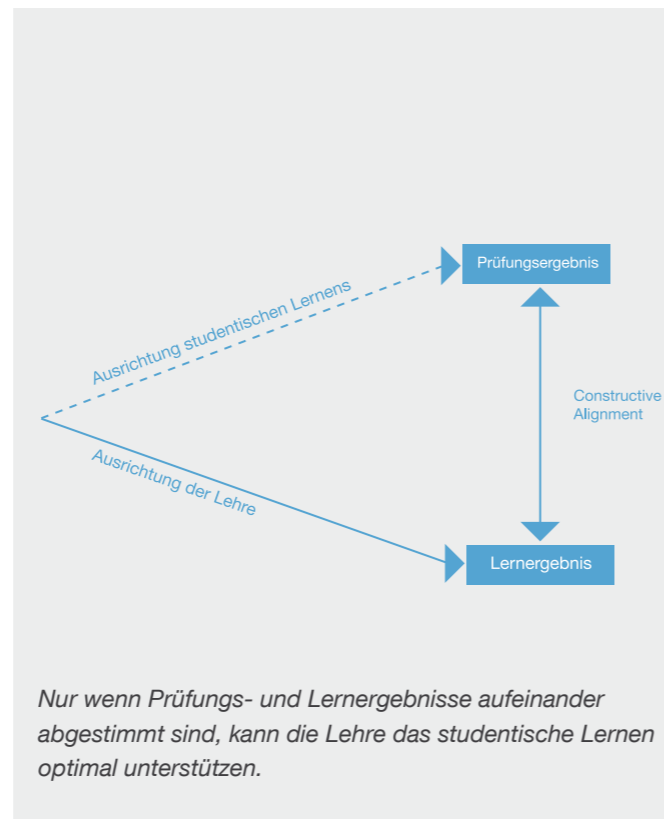 Prüfungsergebnis
Ausrichtung studentischen Lernens
Constructive
Alignment
Ausrichtung der Lehre
Lernergebnis
Nur wenn Prüfungs- und Lernergebnisse aufeinander
abgestimmt sind, kann die Lehre das studentische Lernen
optimal unterstützen.